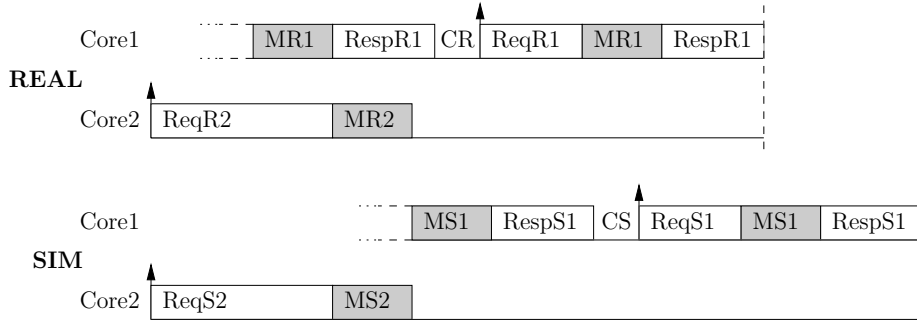 Core1 MR1 RespR1 CR ReqR1 MR1 RespR1
REAL
Core2 ReqR2 MR2
Core1 MS1 RespS1 CS ReqS1 MS1 RespS1
SIM
Core2 ReqS2 MS2